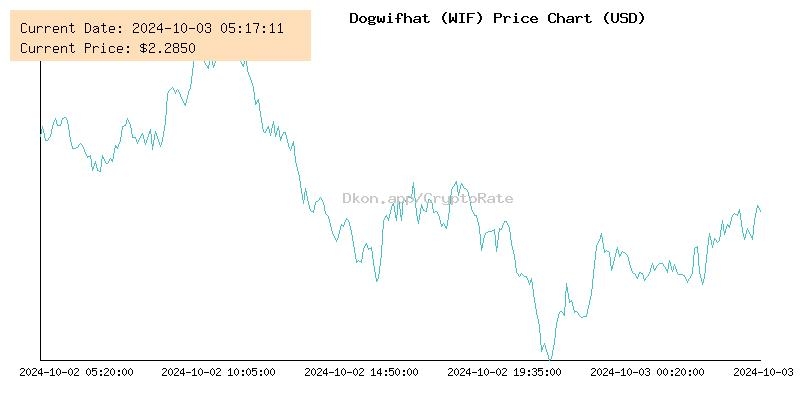 Dogwifhat (WIF) Price Chart (USD)
Current Date: 2024-10-03 05:17:11
Current Price: $2.2850
Dkon.app/CryptoRate
2024-10-02 05:20:00 2024-10-02 10:05:00 2024-10-02 14:50:00 2024-10-02 19:35:00 2024-10-03 00:20:00 2024-10-03